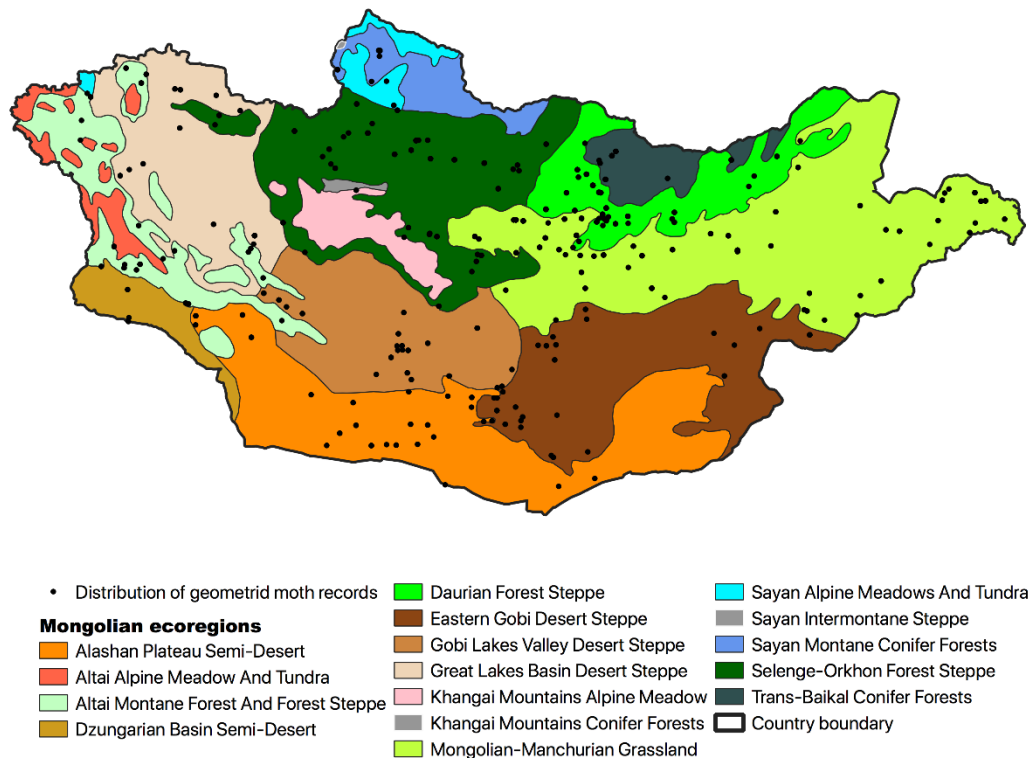 Distribution of geometrid moth records
Mongolian ecoregions
Alashan Plateau Semi-Desert
Altai Alpine Meadow And Tundra
Altai Montane Forest And Forest Steppe
Dzungarian Basin Semi-Desert
Daurian Forest Steppe
Eastern Gobi Desert Steppe
Gobi Lakes Valley Desert Steppe
Great Lakes Basin Desert Steppe
Khangai Mountains Alpine Meadow
Khangai Mountains Conifer Forests
Mongolian-Manchurian Grassland
Sayan Alpine Meadows And Tundra
Sayan Intermontane Steppe
Sayan Montane Conifer Forests
Selenge-Orkhon Forest Steppe
Trans-Baikal Conifer Forests
Country boundary